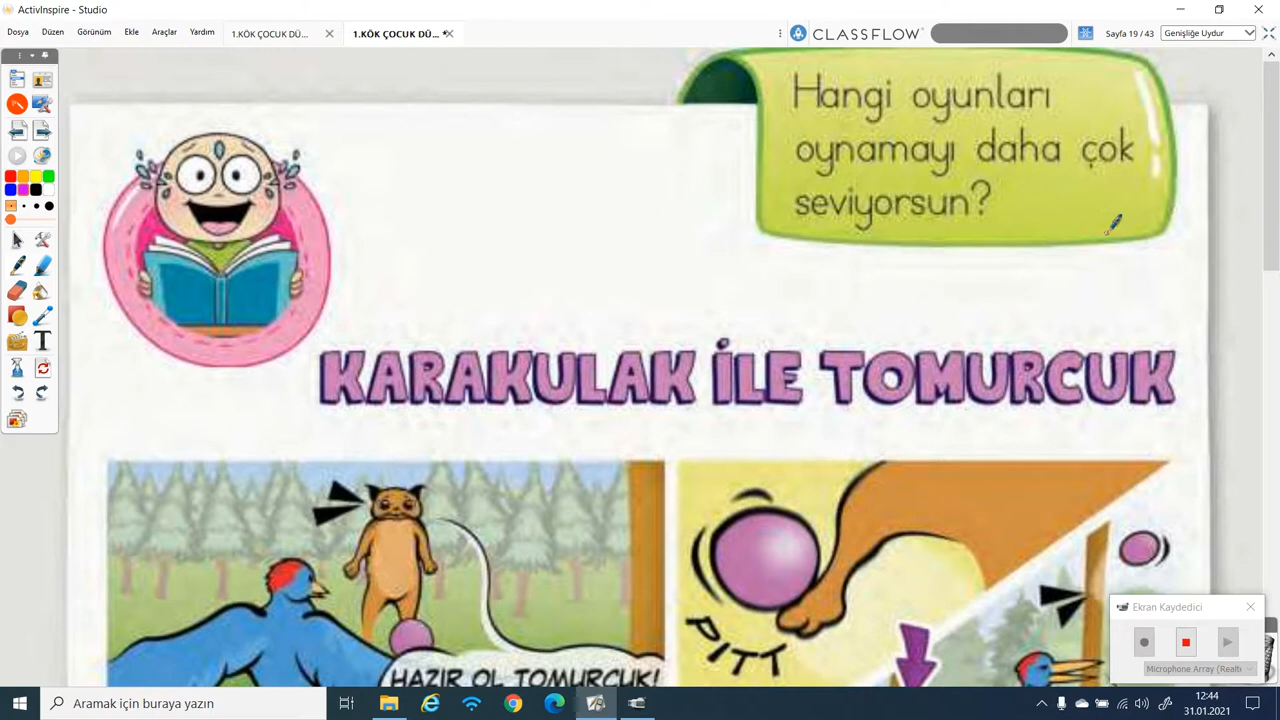 ActivInspire - Studio
Dosya Düzen Görünüm Ekle Araçlar Yardım
1.KÖK ÇOCUK DÜ...
1.KÖK ÇOCUK DÜ... *
CLASSFLOW
Sayfa 19 / 43
Genişliğe Uydur
Hangi oyunları
oynamayı daha çok
seviyorsun?
KARAKULAK İLE TOMURCUK
HAZIR OL TOMURCUK!
PITT
Ekran Kaydedici
Microphone Array (Realte
Aramak için buraya yazın
12:44
31.01.2021